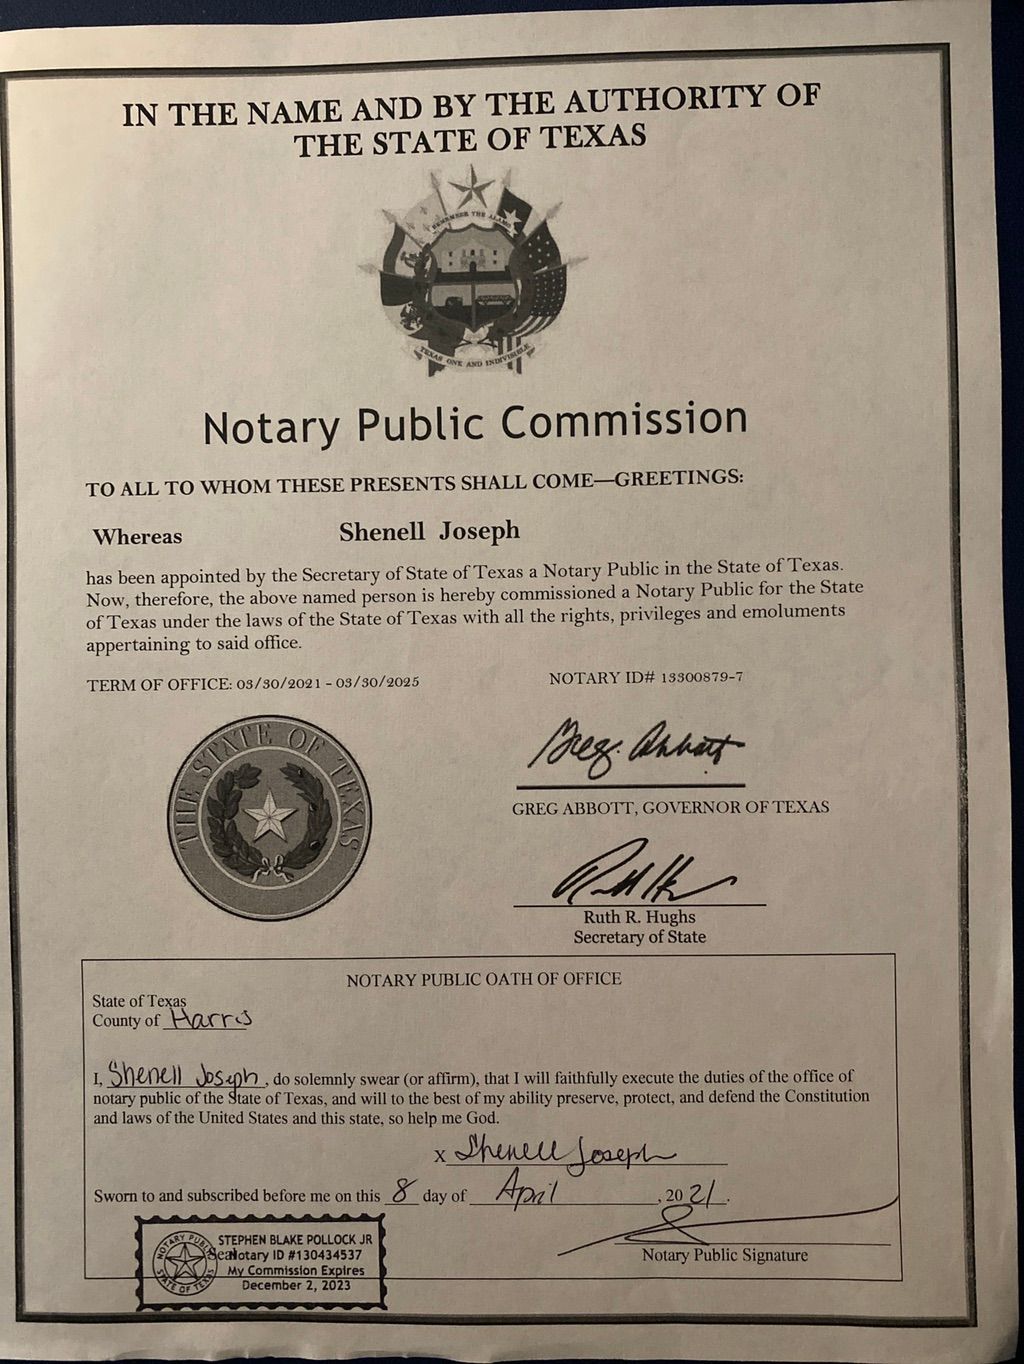 IN THE NAME AND BY THE AUTHORITY OF
THE STATE OF TEXAS
REMEMBER THE ALAMO
TEXAS ONE AND INDIVISIBLE
Notary Public Commission
TO ALL TO WHOM THESE PRESENTS SHALL COME—GREETINGS:
Whereas Shenell Joseph
has been appointed by the Secretary of State of Texas a Notary Public in the State of Texas.
Now, therefore, the above named person is hereby commissioned a Notary Public for the State
of Texas under the laws of the State of Texas with all the rights, privileges and emoluments
appertaining to said office.
TERM OF OFFICE: 03/30/2021 - 03/30/2025 NOTARY ID# 13300879-7
THE STATE OF TEXAS
Greg Abbott
GREG ABBOTT, GOVERNOR OF TEXAS
Ruth R. Hughs
Secretary of State
NOTARY PUBLIC OATH OF OFFICE
State of Texas
County of Harris
I, Shenell Joseph, do solemnly swear (or affirm), that I will faithfully execute the duties of the office of
notary public of the State of Texas, and will to the best of my ability preserve, protect, and defend the Constitution
and laws of the United States and this state, so help me God.
x Shenell Joseph
Sworn to and subscribed before me on this 8 day of April, 2021.
Notary Public Signature
NOTARY PUBLIC
STATE OF TEXAS
Seal
STEPHEN BLAKE POLLOCK JR
Notary ID #130434537
My Commission Expires
December 2, 2023